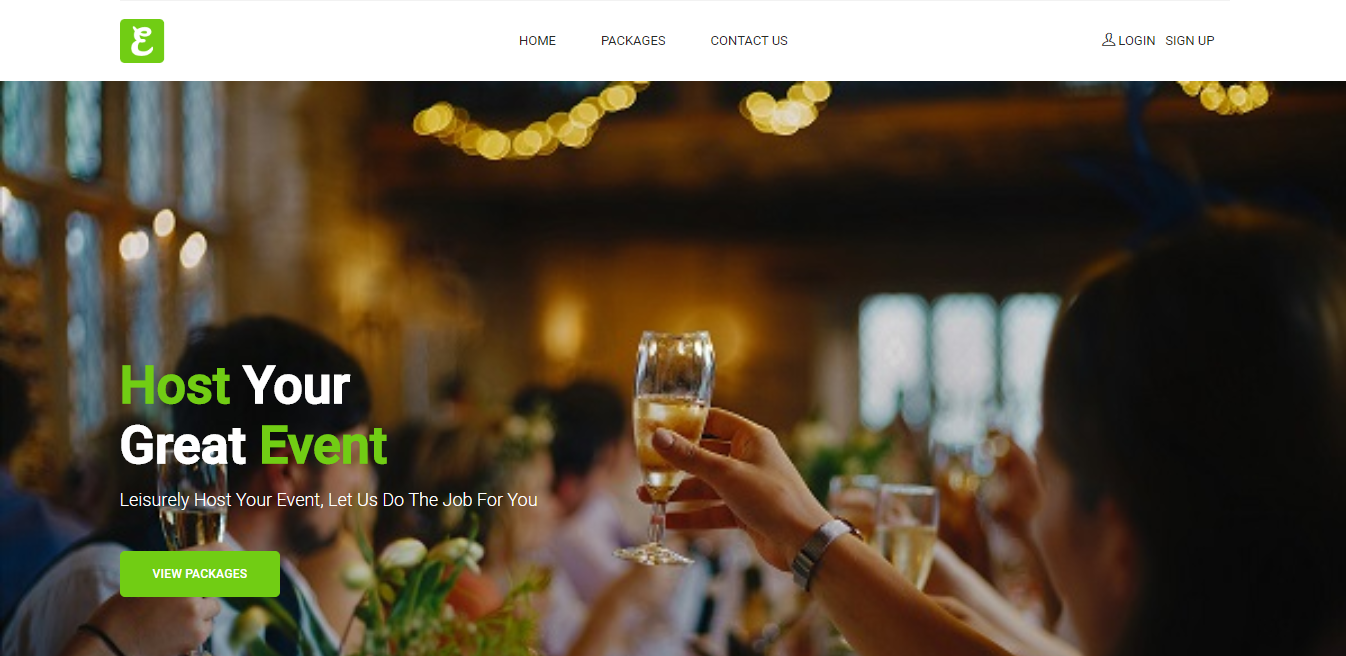 E
HOME PACKAGES CONTACT US LOGIN SIGN UP
Host Your
Great Event
Leisurely Host Your Event, Let Us Do The Job For You
VIEW PACKAGES